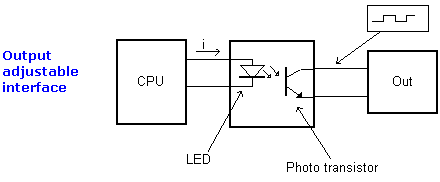 Output
adjustable
interface
CPU
i
Out
LED
Photo transistor